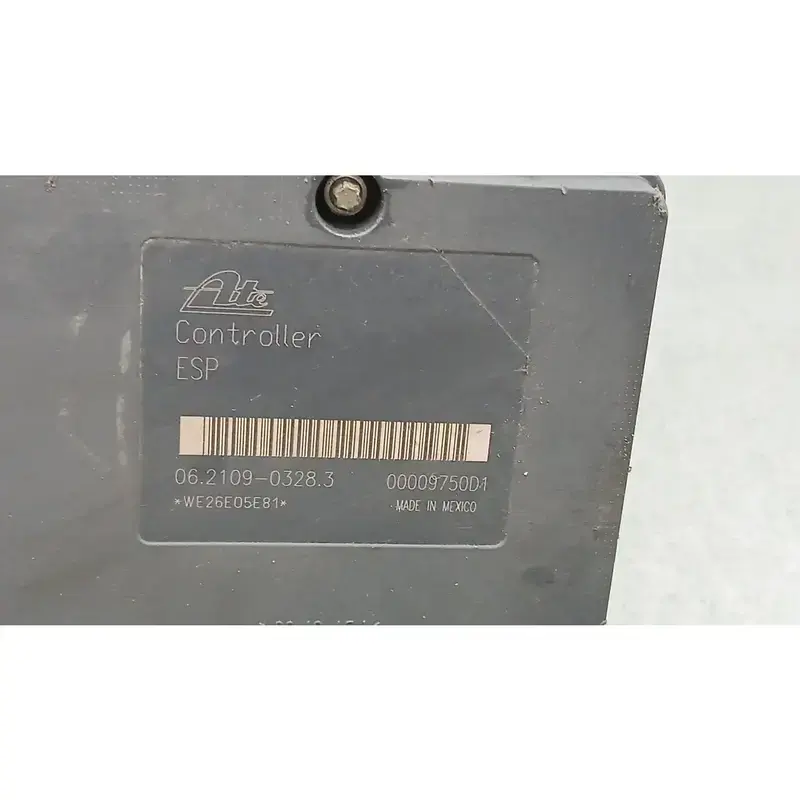 Ate
Controller
ESP
06.2109-0328.3 00009750D1
*WE26E05E81* MADE IN MEXICO